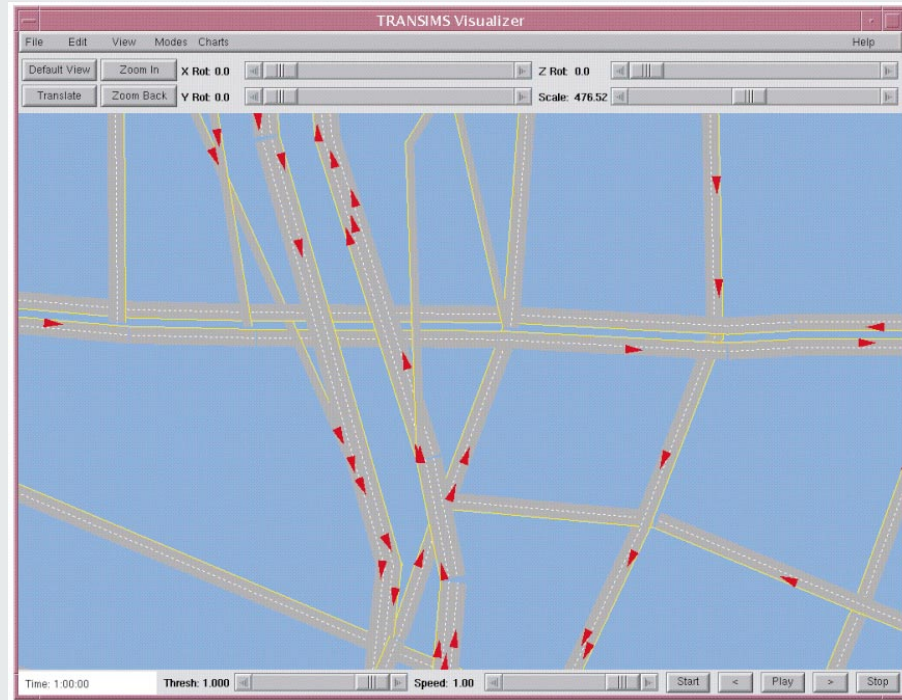 TRANSIMS Visualizer
File Edit View Modes Charts Help
Default View Zoom In X Rot: 0.0 Z Rot: 0.0
Translate Zoom Back Y Rot: 0.0 Scale: 476.52
Time: 1:00:00 Thresh: 1.000 Speed: 1.00 Start < Play > Stop